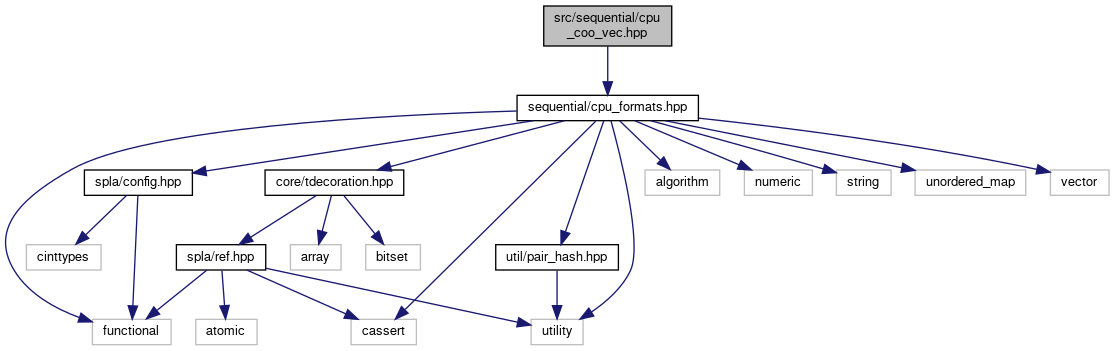 src/sequential/cpu
_coo_vec.hpp
sequential/cpu_formats.hpp
spla/config.hpp
core/tdecoration.hpp
algorithm
numeric
string
unordered_map
vector
cinttypes
spla/ref.hpp
array
bitset
util/pair_hash.hpp
functional
atomic
cassert
utility